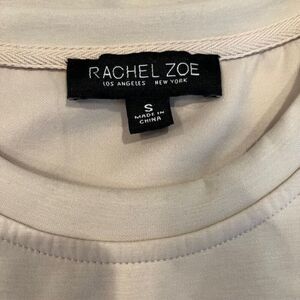 RACHEL ZOE
LOS ANGELES NEW YORK
S
MADE IN
CHINA